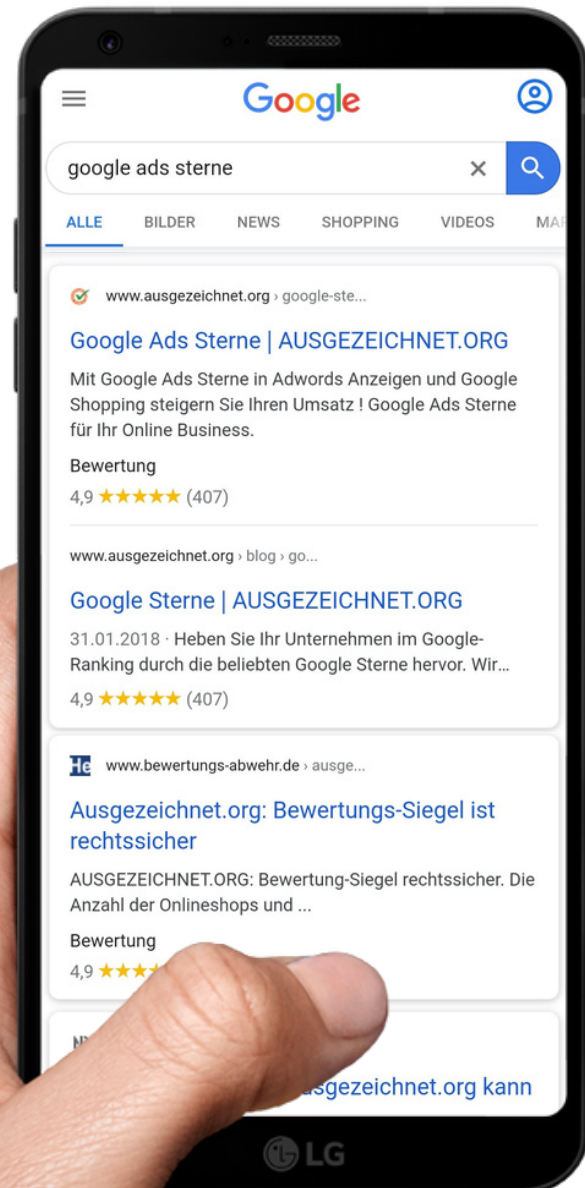 Google
google ads sterne
ALLE BILDER NEWS SHOPPING VIDEOS
www.ausgezeichnet.org › google-ste...
Google Ads Sterne | AUSGEZEICHNET.ORG
Mit Google Ads Sterne in Adwords Anzeigen und Google
Shopping steigern Sie Ihren Umsatz ! Google Ads Sterne
für Ihr Online Business.
Bewertung
4,9 ★★★★★ (407)
www.ausgezeichnet.org › blog › go...
Google Sterne | AUSGEZEICHNET.ORG
31.01.2018 · Heben Sie Ihr Unternehmen im Google-
Ranking durch die beliebten Google Sterne hervor. Wir...
4,9 ★★★★★ (407)
He www.bewertungs-abwehr.de › ausge...
Ausgezeichnet.org: Bewertungs-Siegel ist
rechtssicher
AUSGEZEICHNET.ORG: Bewertung-Siegel rechtssicher. Die
Anzahl der Onlineshops und ...
Bewertung
4,9 ★★★
kann
LG